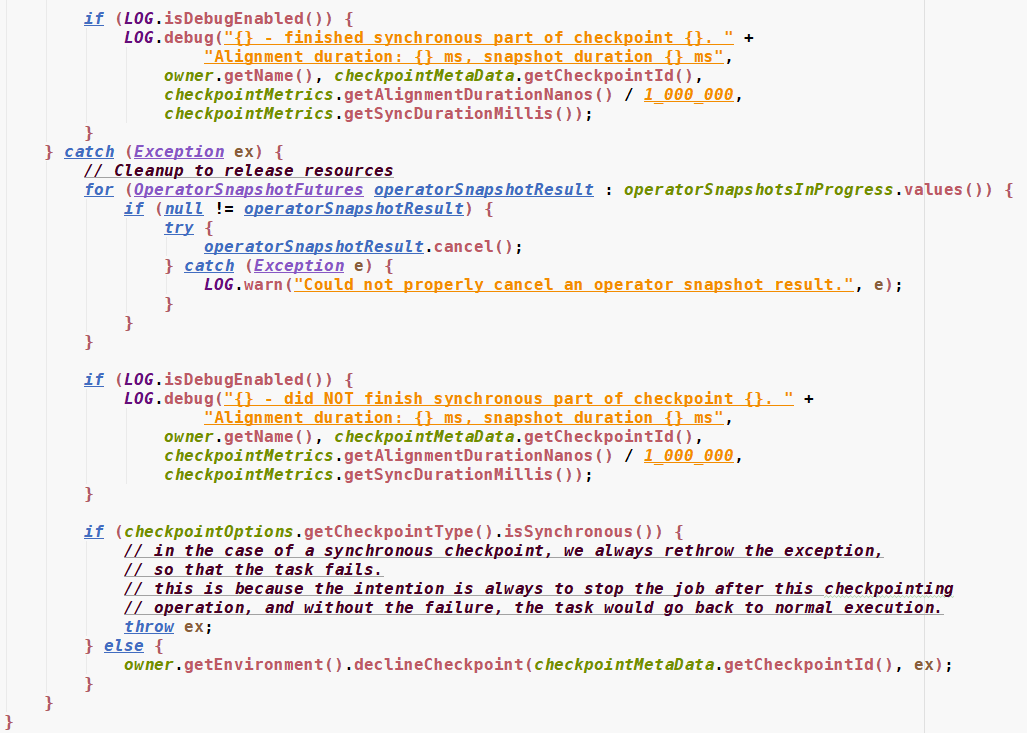 if (LOG.isDebugEnabled()) {
LOG.debug("{} - finished synchronous part of checkpoint {}. " +
"Alignment duration: {} ms, snapshot duration {} ms",
owner.getName(), checkpointMetaData.getCheckpointId(),
checkpointMetrics.getAlignmentDurationNanos() / 1_000_000,
checkpointMetrics.getSyncDurationMillis());
}
} catch (Exception ex) {
// Cleanup to release resources
for (OperatorSnapshotFutures operatorSnapshotResult : operatorSnapshotsInProgress.values()) {
if (null != operatorSnapshotResult) {
try {
operatorSnapshotResult.cancel();
} catch (Exception e) {
LOG.warn("Could not properly cancel an operator snapshot result.", e);
}
}
}
if (LOG.isDebugEnabled()) {
LOG.debug("{} - did NOT finish synchronous part of checkpoint {}. " +
"Alignment duration: {} ms, snapshot duration {} ms",
owner.getName(), checkpointMetaData.getCheckpointId(),
checkpointMetrics.getAlignmentDurationNanos() / 1_000_000,
checkpointMetrics.getSyncDurationMillis());
}
if (checkpointOptions.getCheckpointType().isSynchronous()) {
// in the case of a synchronous checkpoint, we always rethrow the exception,
// so that the task fails.
// this is because the intention is always to stop the job after this checkpointing
// operation, and without the failure, the task would go back to normal execution.
throw ex;
} else {
owner.getEnvironment().declineCheckpoint(checkpointMetaData.getCheckpointId(), ex);
}
}
}